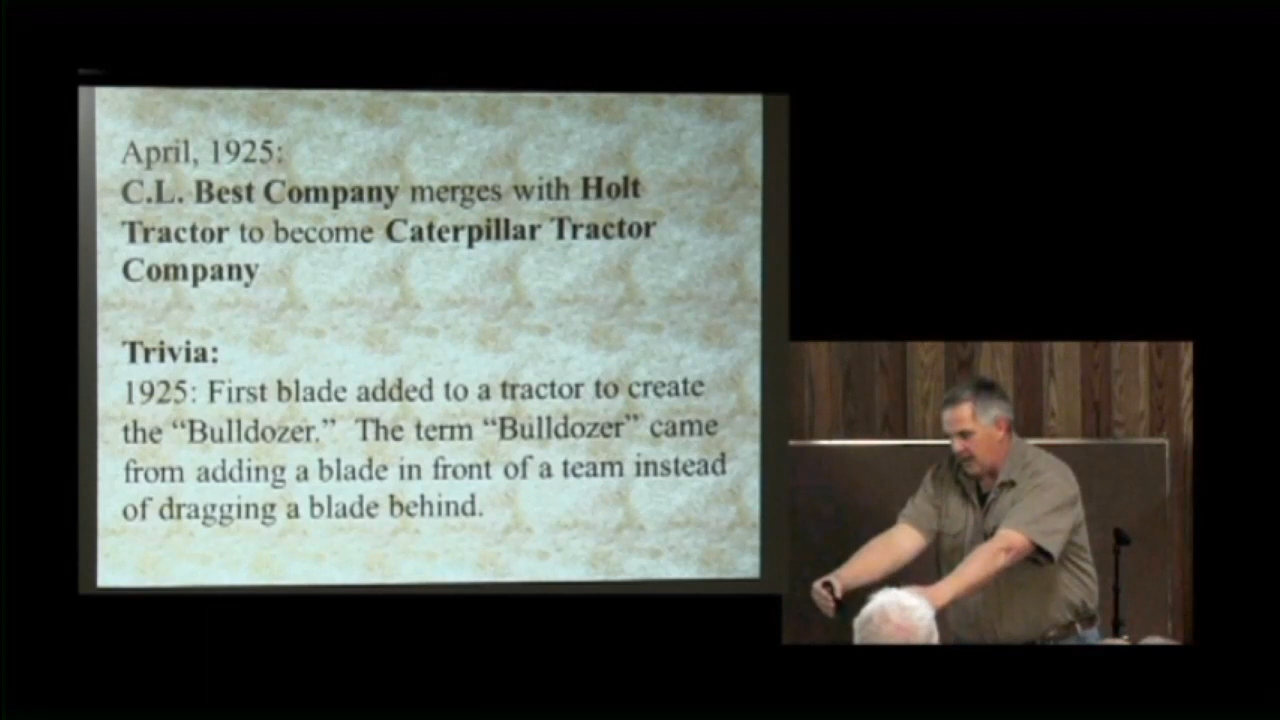 April, 1925:
C.L. Best Company merges with Holt
Tractor to become Caterpillar Tractor
Company
Trivia:
1925: First blade added to a tractor to create
the “Bulldozer.” The term “Bulldozer” came
from adding a blade in front of a team instead
of dragging a blade behind.